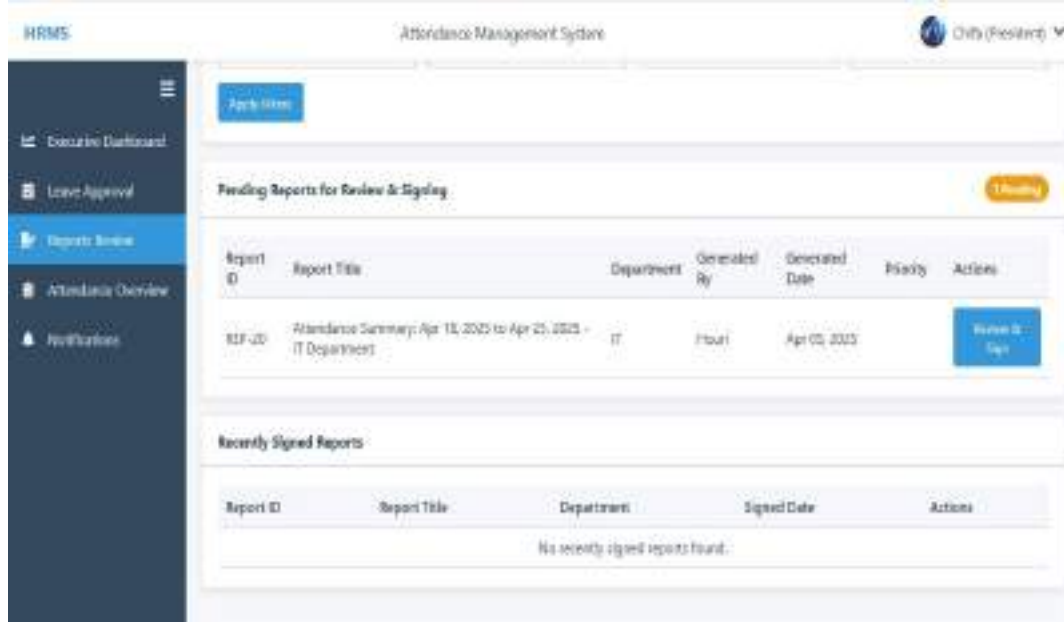 HRMS
Attendance Management System
(President)
Apply Filters
Executive Dashboard
Leave Approval
Reports Review
Attendance Overview
Notifications
Pending Reports for Review & Signing
1 Pending
Report ID
Report Title
Department
Generated By
Generated Date
Priority
Actions
Attendance Summary: Apr 18, 2025 to Apr 25, 2025 -
IT Department
IT
Houri
Apr 05, 2025
Review &
Sign
Recently Signed Reports
Report ID
Report Title
Department
Signed Date
Actions
No recently signed reports found.